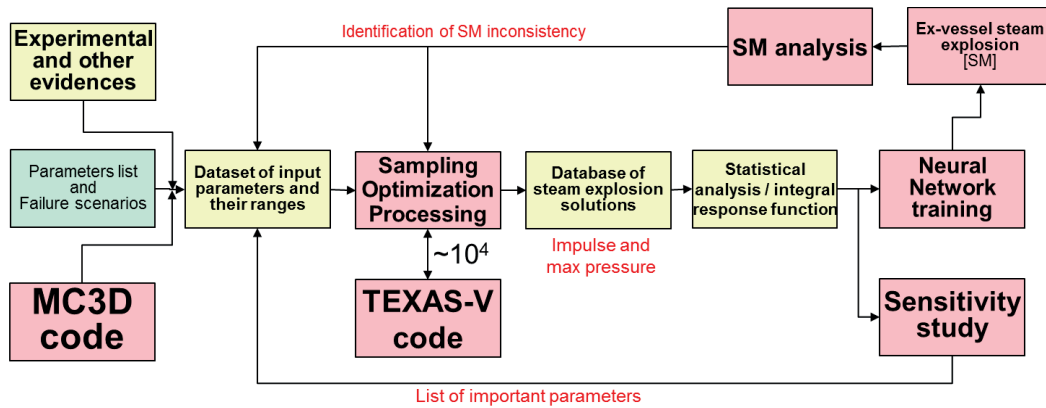 Experimental
and other
evidences
Identification of SM inconsistency
SM analysis
Ex-vessel steam
explosion
[SM]
Parameters list
and
Failure scenarios
Dataset of input
parameters and
their ranges
Sampling
Optimization
Processing
Database of
steam explosion
solutions
Statistical
analysis / integral
response function
Neural
Network
training
Impulse and
max pressure
~10⁴
MC3D
code
TEXAS-V
code
Sensitivity
study
List of important parameters